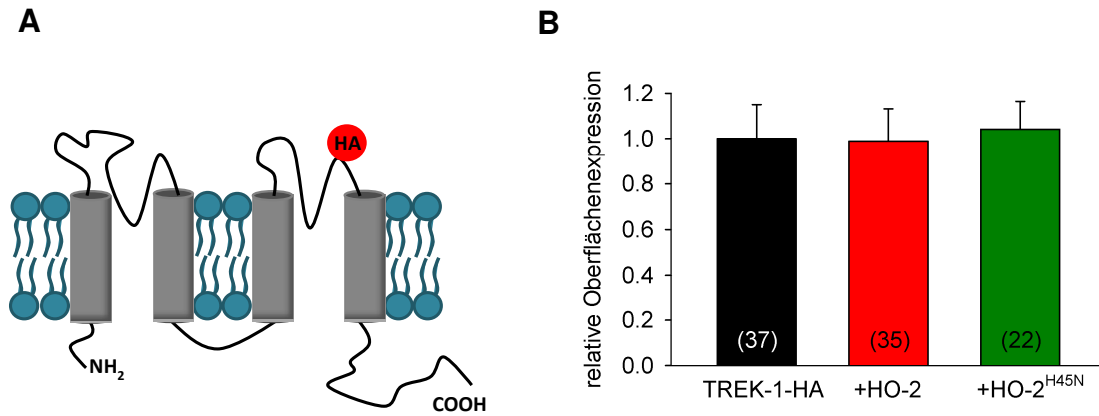 A
HA
NH2
COOH
B
relative Oberflächenexpression
1.2
1.0
0.8
0.6
0.4
0.2
0.0
(37)
(35)
(22)
TREK-1-HA
+HO-2
+HO-2H45N